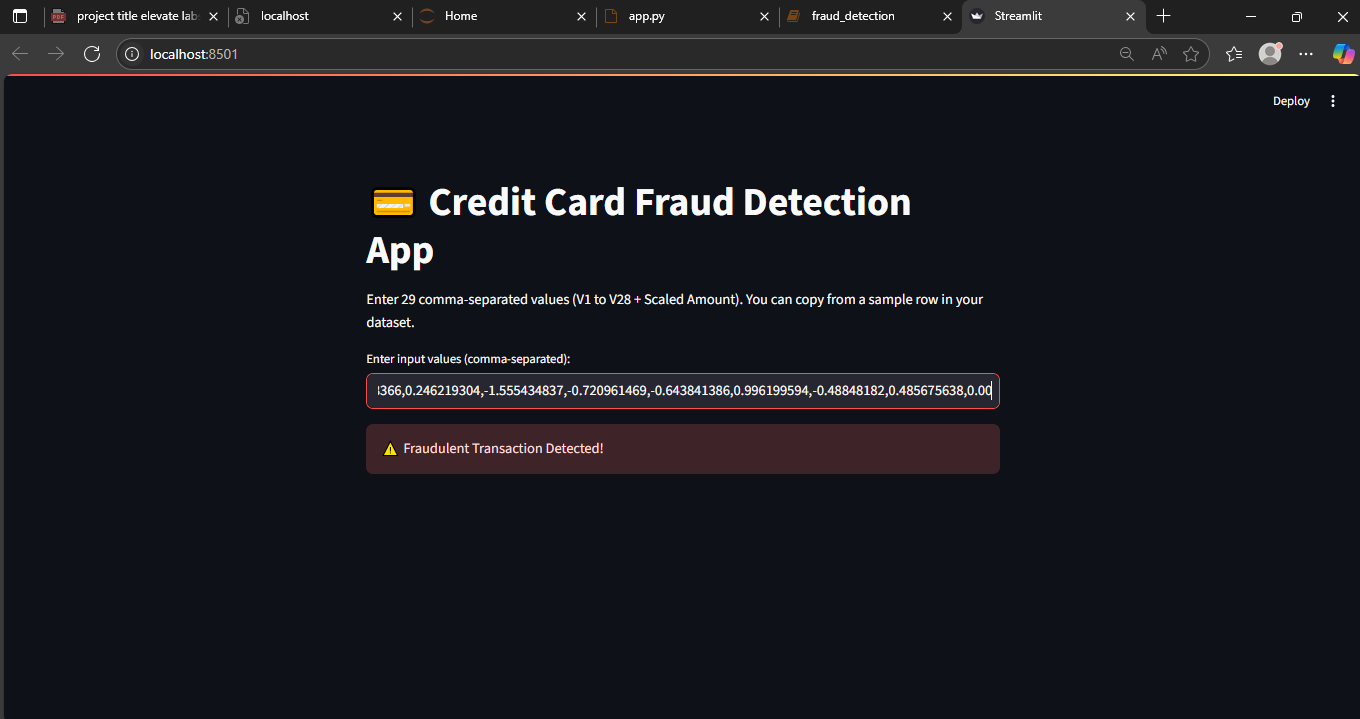 project title elevate lab
localhost
Home
app.py
fraud_detection
Streamlit
localhost:8501
Deploy
💳 Credit Card Fraud Detection
App
Enter 29 comma-separated values (V1 to V28 + Scaled Amount). You can copy from a sample row in your
dataset.
Enter input values (comma-separated):
366,0.246219304,-1.555434837,-0.720961469,-0.643841386,0.996199594,-0.48848182,0.485675638,0.00
⚠ Fraudulent Transaction Detected!